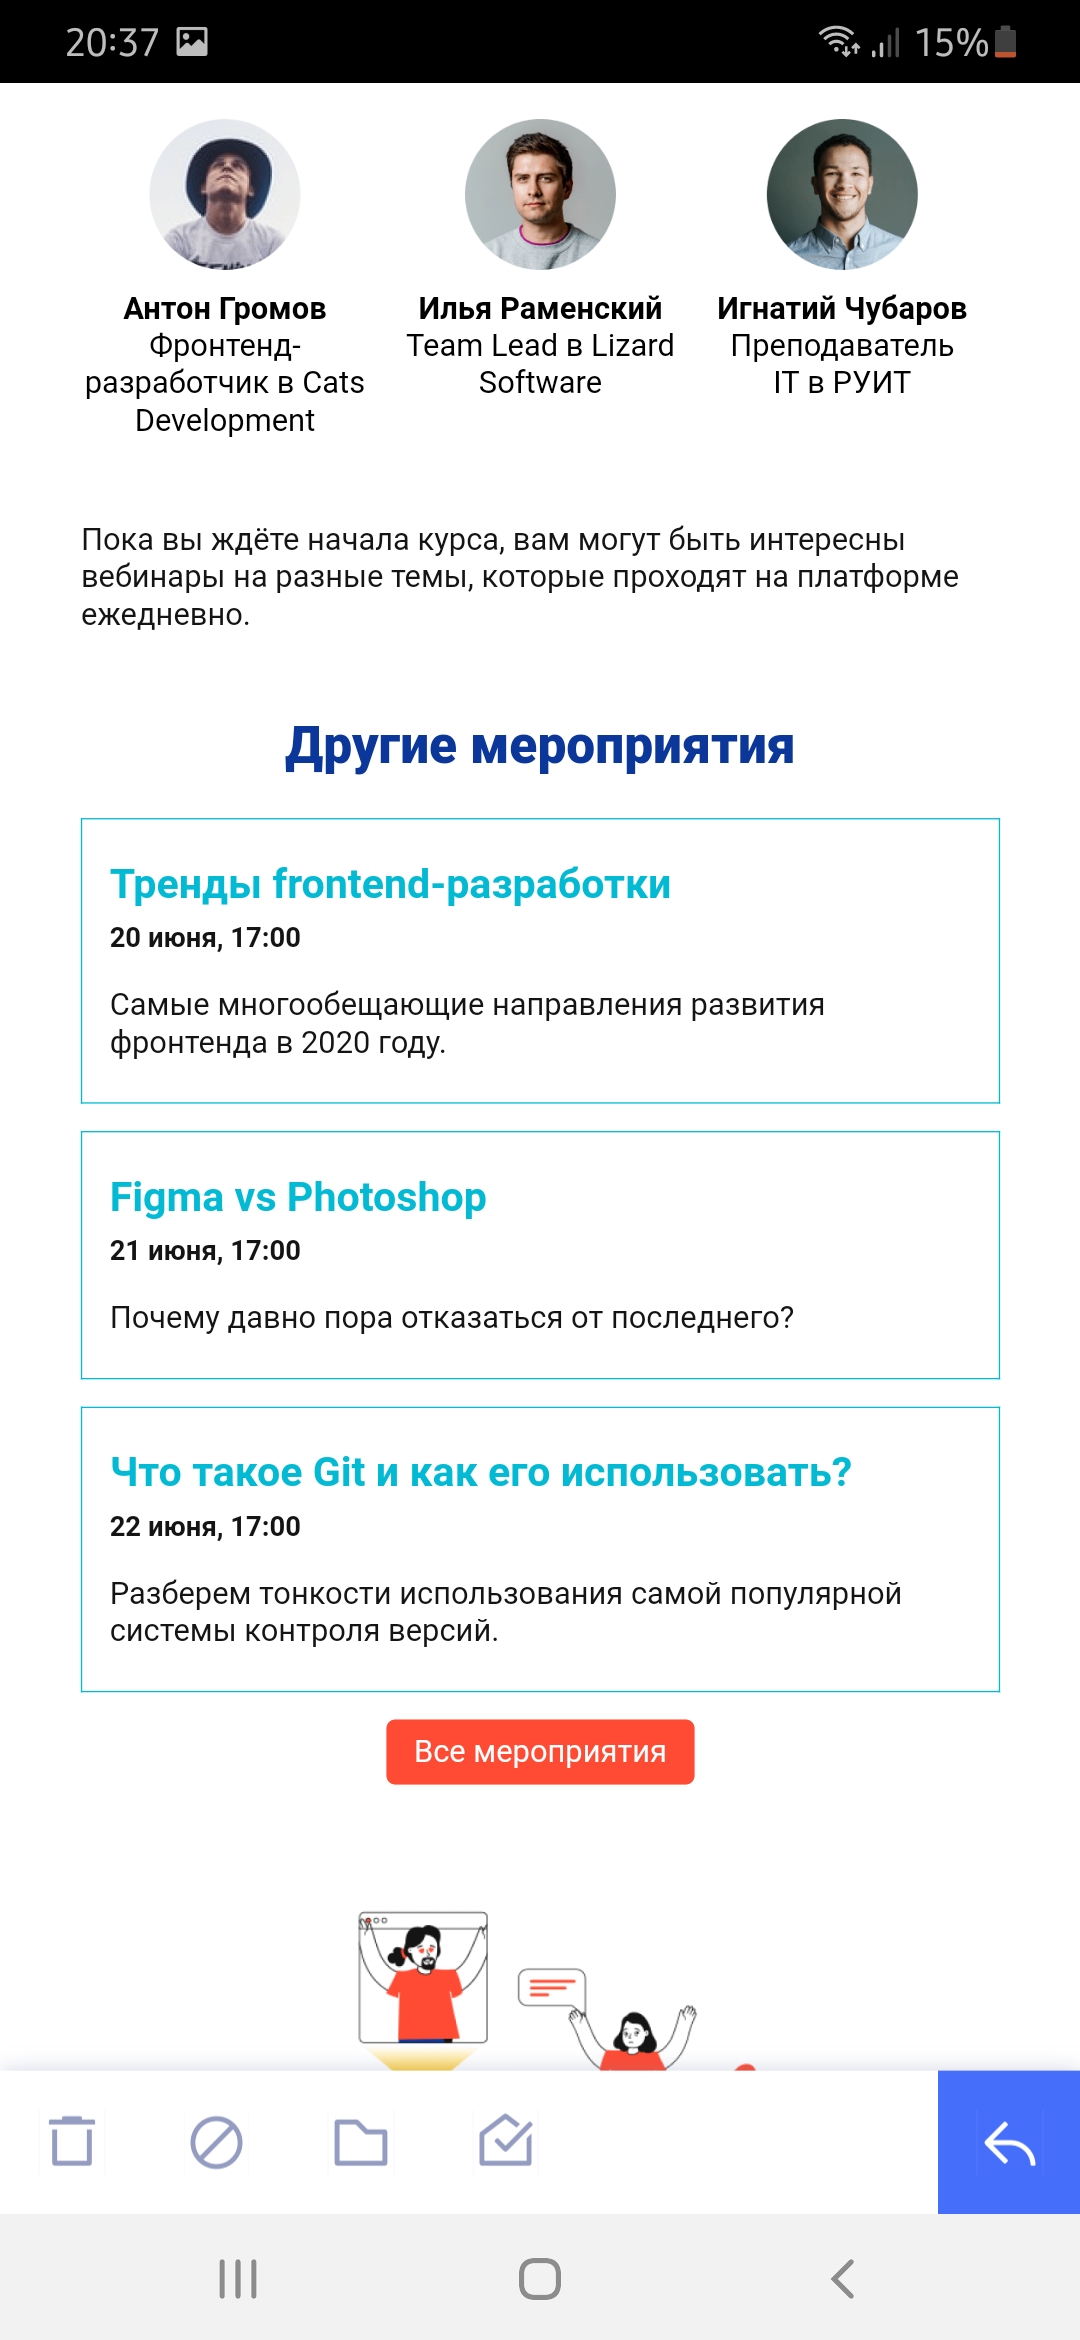 20:37
15%
Антон Громов
Фронтенд-
разработчик в Cats
Development
Илья Раменский
Team Lead в Lizard
Software
Игнатий Чубаров
Преподаватель
IT в РУИТ
Пока вы ждёте начала курса, вам могут быть интересны
вебинары на разные темы, которые проходят на платформе
ежедневно.
Другие мероприятия
Тренды frontend-разработки
20 июня, 17:00
Самые многообещающие направления развития
фронтенда в 2020 году.
Figma vs Photoshop
21 июня, 17:00
Почему давно пора отказаться от последнего?
Что такое Git и как его использовать?
22 июня, 17:00
Разберем тонкости использования самой популярной
системы контроля версий.
Все мероприятия